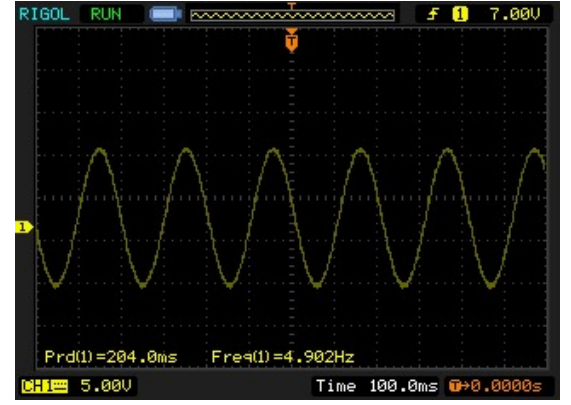 RIGOL RUN T ƒ 1 7.00V
T
1
Prd(1)=204.0ms Freq(1)=4.902Hz
CH1 5.00V Time 100.0ms T→0.0000s